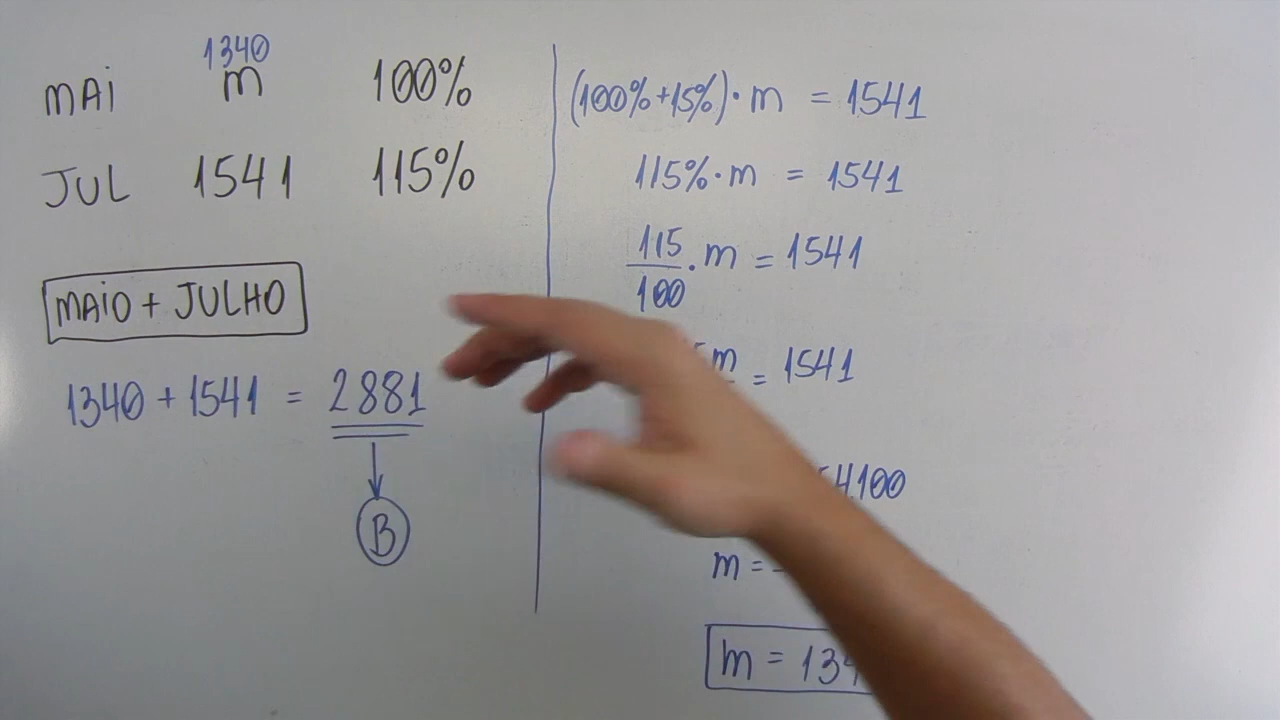 1340
MAI m 100%
JUL 1541 115%
MAIO + JULHO
1340 + 1541 = 2881
B
(100% + 15%) · m = 1541
115% · m = 1541
115
100 · m = 1541
m = 1541
4100
m =
m = 134